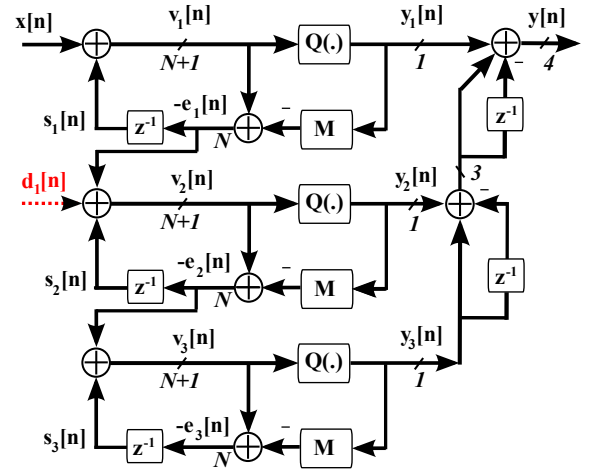 x[n] v₁[n] y₁[n] y[n]
Q(.)
N+1 1 – 4
-e₁[n] –
s₁[n] z⁻¹ N M z⁻¹
d₁[n] v₂[n] y₂[n] 3 –
Q(.)
N+1 1
-e₂[n] –
s₂[n] z⁻¹ N M z⁻¹
v₃[n] y₃[n]
Q(.)
N+1 1
-e₃[n] –
s₃[n] z⁻¹ N M